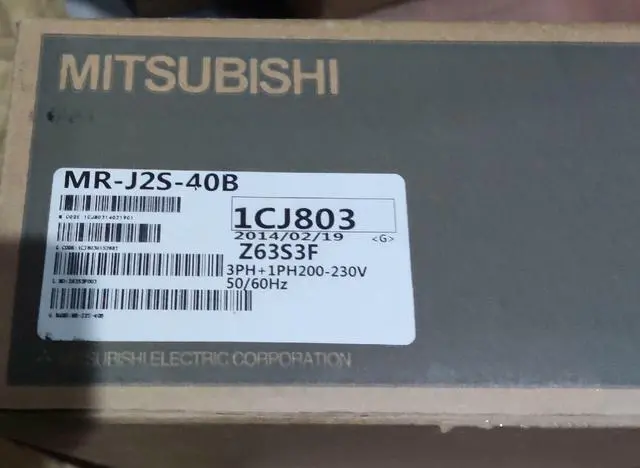 MITSUBISHI
MR-J2S-40B
1CJ803
2014/02/19 <G>
Z63S3F
3PH+1PH200-230V
50/60Hz
MITSUBISHI ELECTRIC CORPORATION